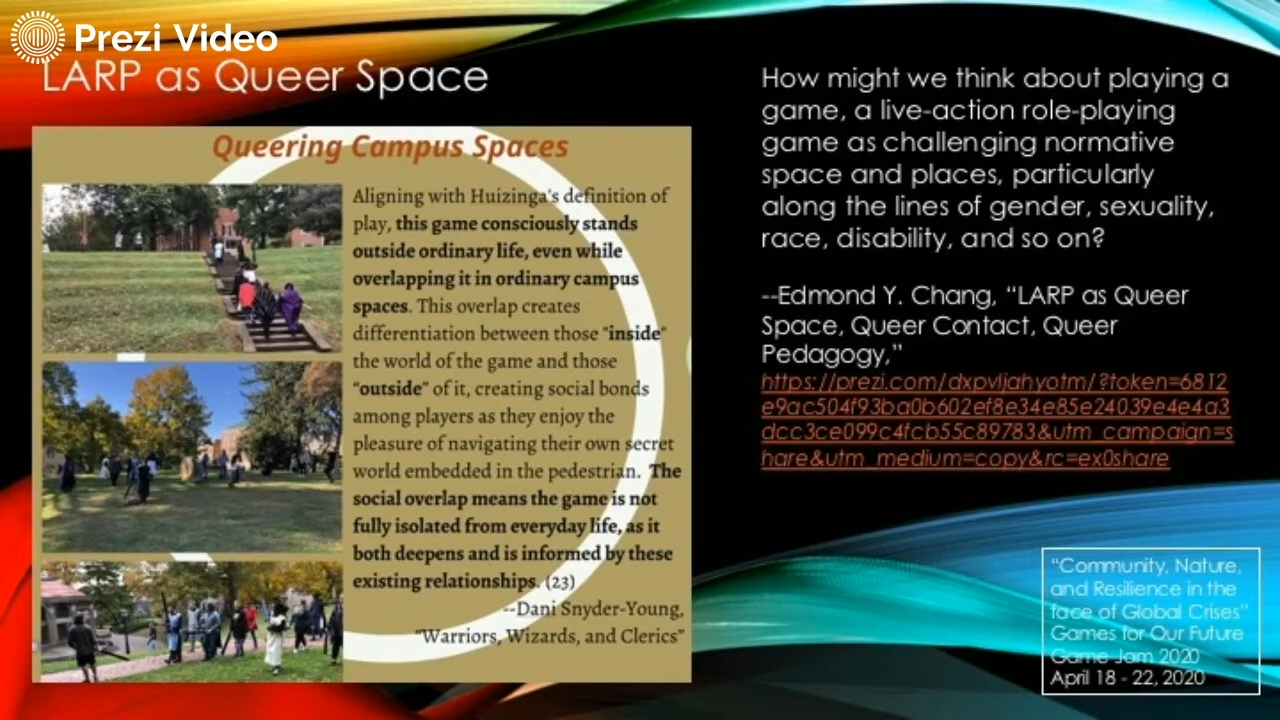 Prezi Video
LARP as Queer Space
Queering Campus Spaces
Aligning with Huizinga's definition of
play, this game consciously stands
outside ordinary life, even while
overlapping it in ordinary campus
spaces. This overlap creates
differentiation between those "inside"
the world of the game and those
"outside" of it, creating social bonds
among players as they enjoy the
pleasure of navigating their own secret
world embedded in the pedestrian. The
social overlap means the game is not
fully isolated from everyday life, as it
both deepens and is informed by these
existing relationships. (23)
--Dani Snyder-Young,
"Warriors, Wizards, and Clerics"
How might we think about playing a
game, a live-action role-playing
game as challenging normative
space and places, particularly
along the lines of gender, sexuality,
race, disability, and so on?
--Edmond Y. Chang, “LARP as Queer
Space, Queer Contact, Queer
Pedagogy,”
https://prezi.com/dxpvljahyotm/?token=6812
e9ac504f93ba0b602ef8e34e85e24039e4e4a3
dcc3ce099c4fcb55c89783&utm_campaign=s
hare&utm_medium=copy&rc=ex0share
“Community, Nature,
and Resilience in the
face of Global Crises”
Games for Our Future
Game Jam 2020
April 18 - 22, 2020